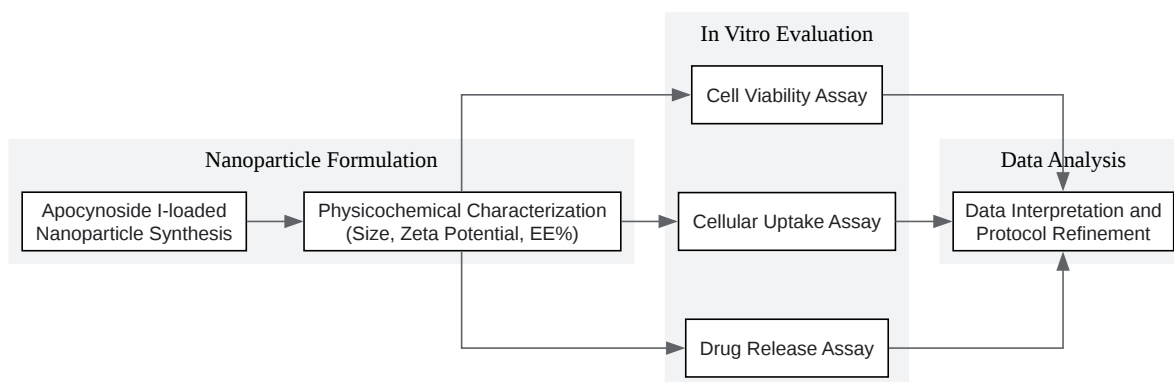 In Vitro Evaluation
Cell Viability Assay
Nanoparticle Formulation
Data Analysis
Apocynoside I-loaded
Nanoparticle Synthesis
Physicochemical Characterization
(Size, Zeta Potential, EE%)
Cellular Uptake Assay
Data Interpretation and
Protocol Refinement
Drug Release Assay